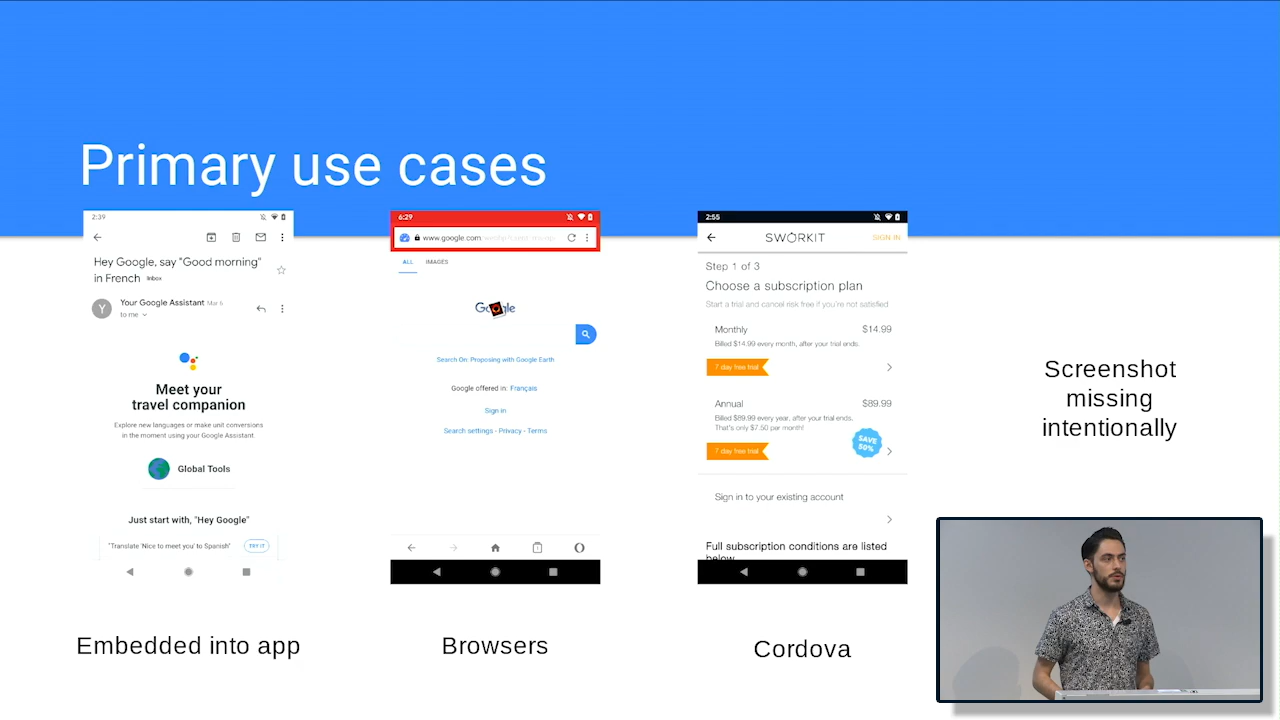 Primary use cases
2:39
Hey Google, say "Good morning"
in French Inbox
Y
Your Google Assistant Mar 6
to me
Meet your
travel companion
Explore new languages or make unit conversions
in the moment using your Google Assistant.
Global Tools
Just start with, "Hey Google"
"Translate 'Nice to meet you' to Spanish"
TRY IT
Embedded into app
6:29
www.google.com
ALL IMAGES
Google
Search On: Proposing with Google Earth
Google offered in: Français
Sign in
Search settings - Privacy - Terms
1
Browsers
2:55
SWORKIT SIGN IN
Step 1 of 3
Choose a subscription plan
Start a trial and cancel risk free if you're not satisfied
Monthly $14.99
Billed $14.99 every month, after your trial ends.
7 day free trial
Annual $89.99
Billed $89.99 every year, after your trial ends.
That's only $7.50 per month!
SAVE
50%
7 day free trial
Sign in to your existing account
Full subscription conditions are listed
below
Cordova
Screenshot
missing
intentionally